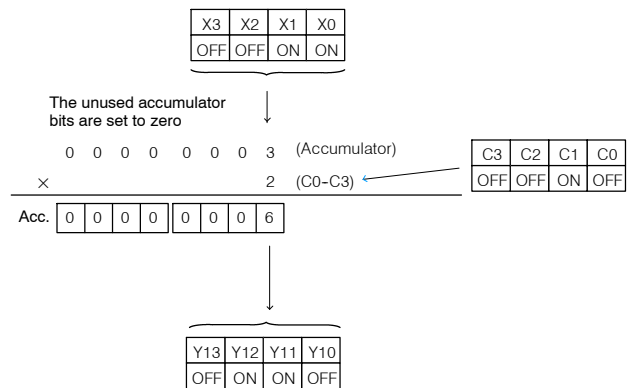 X3 X2 X1 X0
OFF OFF ON ON
The unused accumulator
bits are set to zero
0 0 0 0 0 0 0 3 (Accumulator)
× 2 (C0-C3)
C3 C2 C1 C0
OFF OFF ON OFF
Acc. 0 0 0 0 0 0 0 6
Y13 Y12 Y11 Y10
OFF ON ON OFF